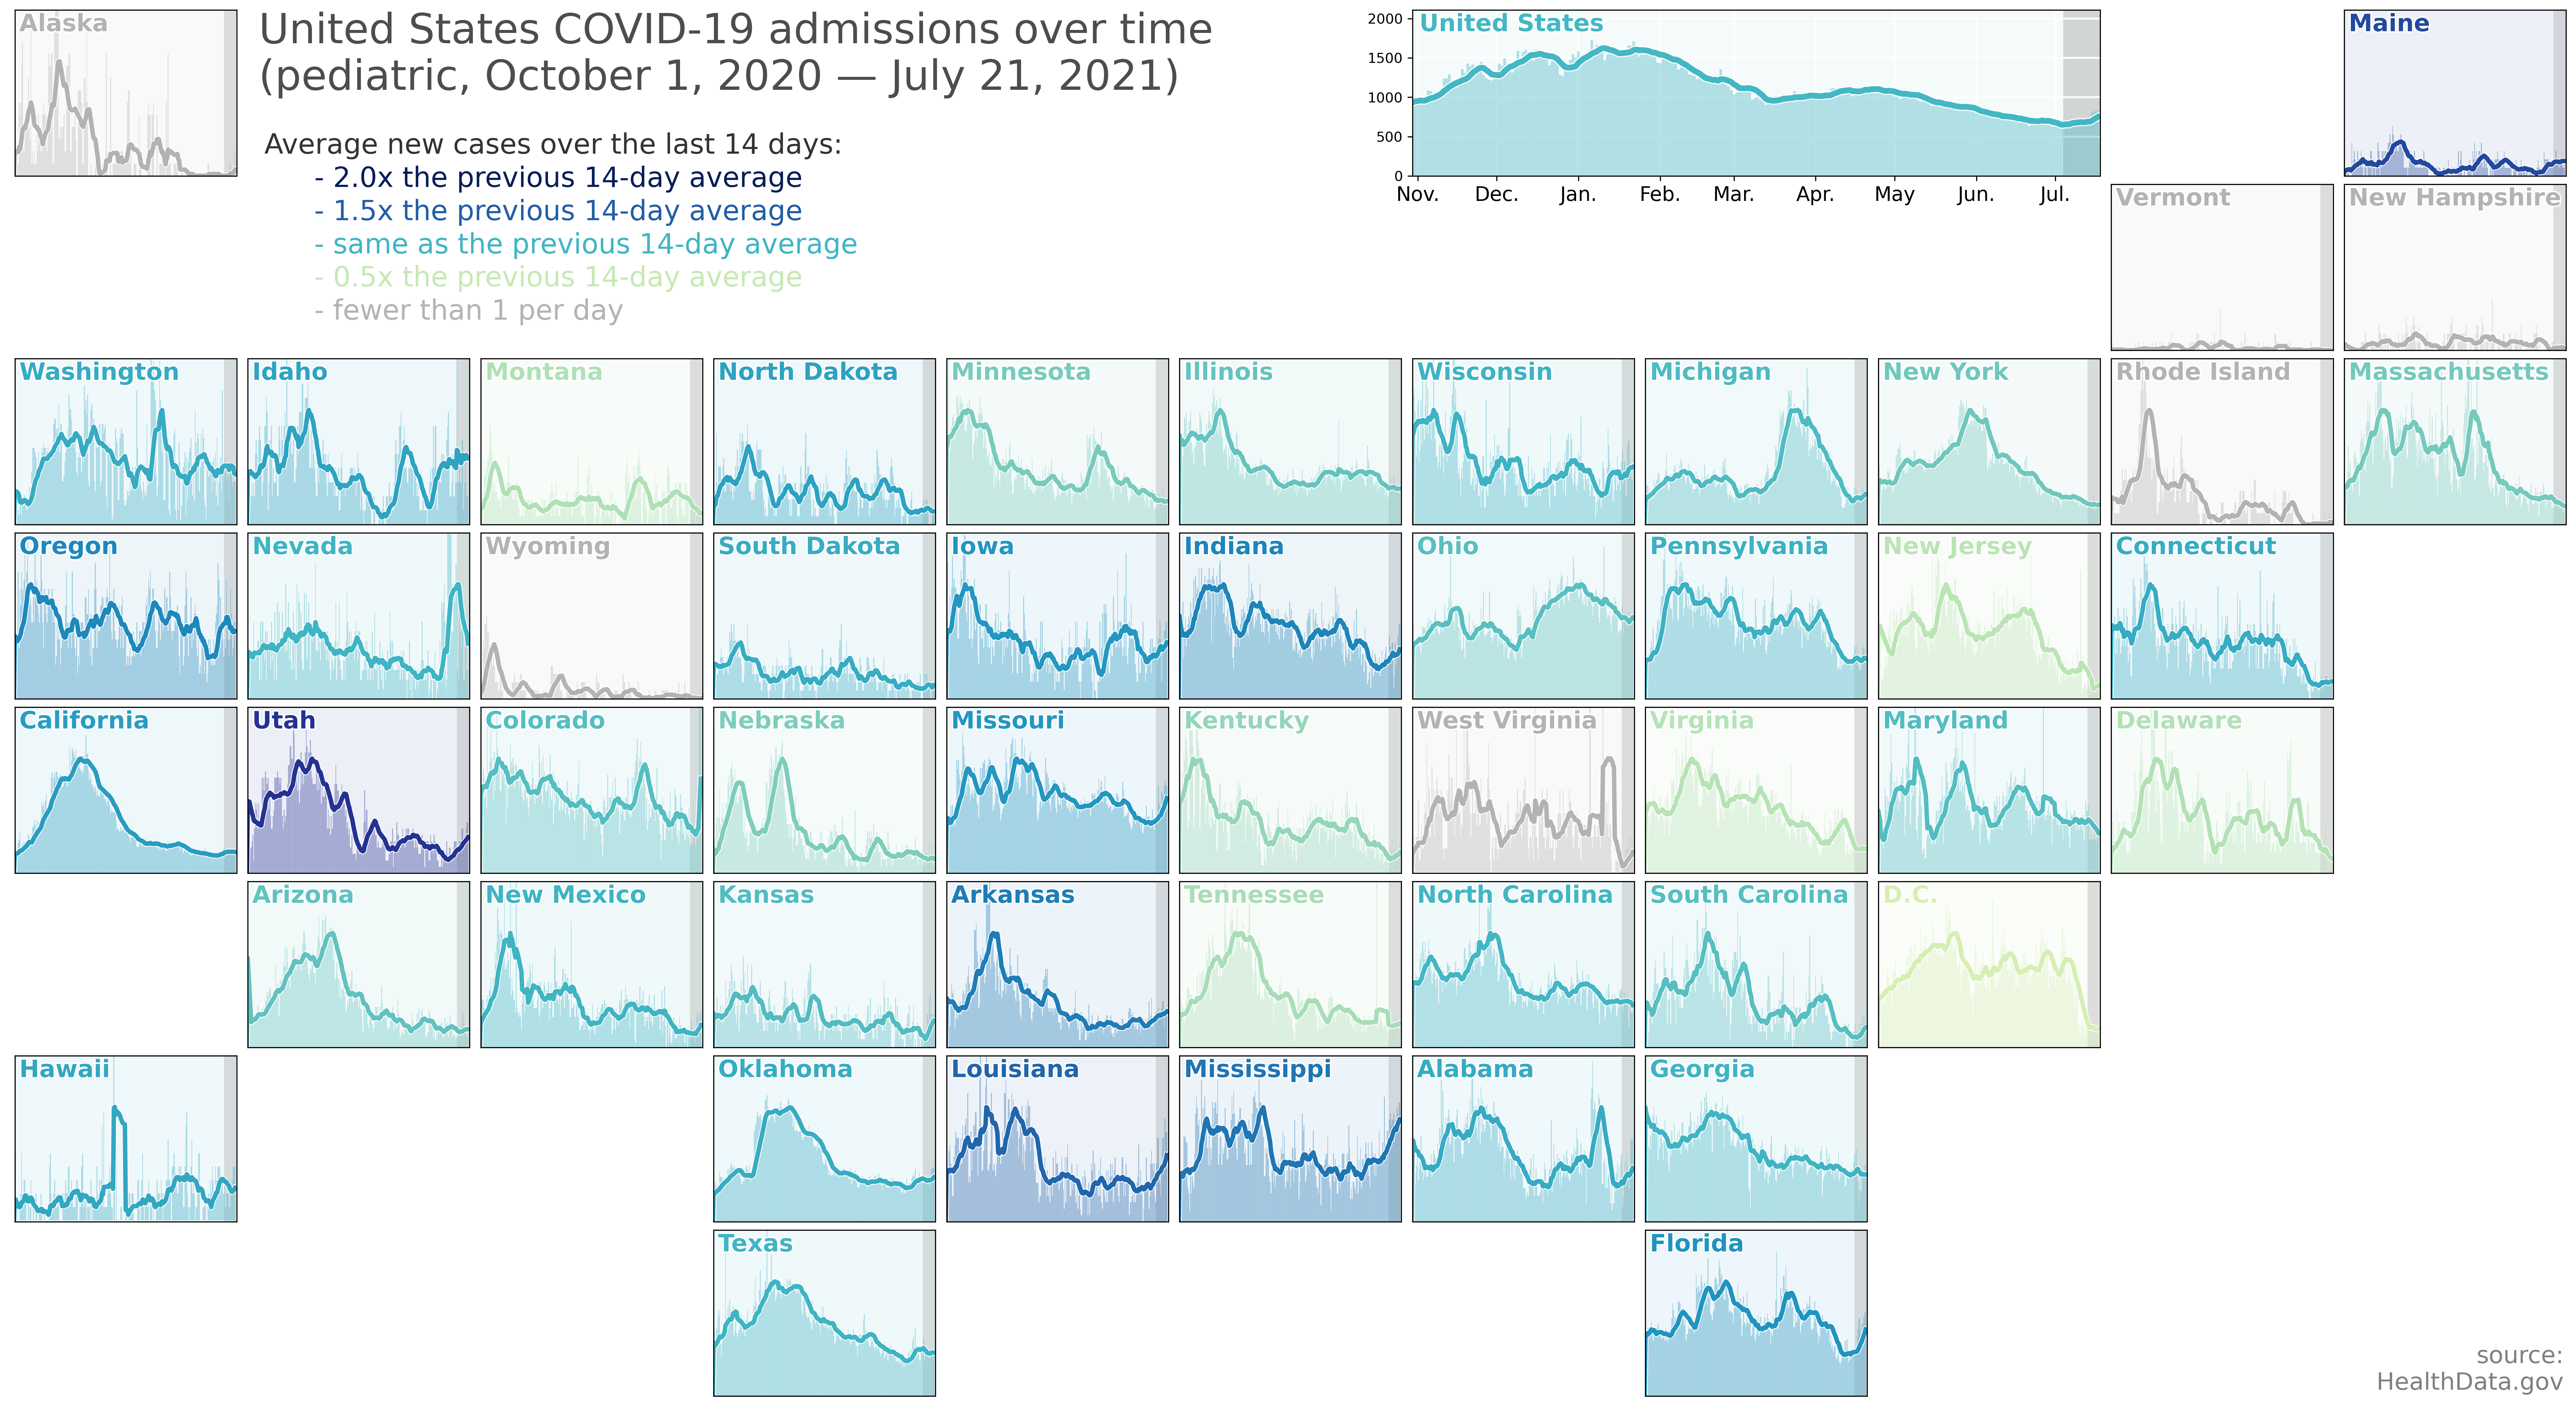 Alaska
United States COVID-19 admissions over time
(pediatric, October 1, 2020 — July 21, 2021)
Average new cases over the last 14 days:
- 2.0x the previous 14-day average
- 1.5x the previous 14-day average
- same as the previous 14-day average
- 0.5x the previous 14-day average
- fewer than 1 per day
United States
2000
1500
1000
500
0
Nov. Dec. Jan. Feb. Mar. Apr. May Jun. Jul.
Maine
Vermont
New Hampshire
Washington
Idaho
Montana
North Dakota
Minnesota
Illinois
Wisconsin
Michigan
New York
Rhode Island
Massachusetts
Oregon
Nevada
Wyoming
South Dakota
Iowa
Indiana
Ohio
Pennsylvania
New Jersey
Connecticut
California
Utah
Colorado
Nebraska
Missouri
Kentucky
West Virginia
Virginia
Maryland
Delaware
Arizona
New Mexico
Kansas
Arkansas
Tennessee
North Carolina
South Carolina
D.C.
Hawaii
Oklahoma
Louisiana
Mississippi
Alabama
Georgia
Texas
Florida
source:
HealthData.gov